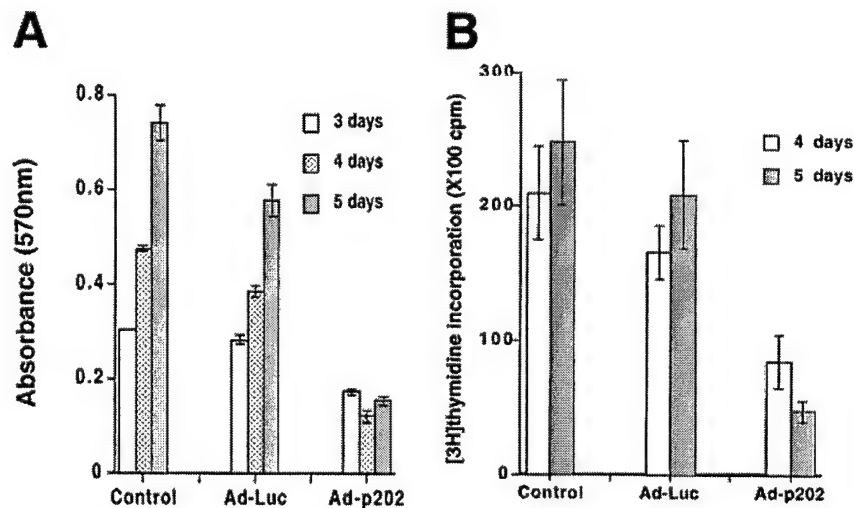 A
Absorbance (570nm)
0.8
0.6
0.4
0.2
0
3 days
4 days
5 days
Control
Ad-Luc
Ad-p202
B
[3H]thymidine incorporation (X100 cpm)
300
200
100
0
4 days
5 days
Control
Ad-Luc
Ad-p202